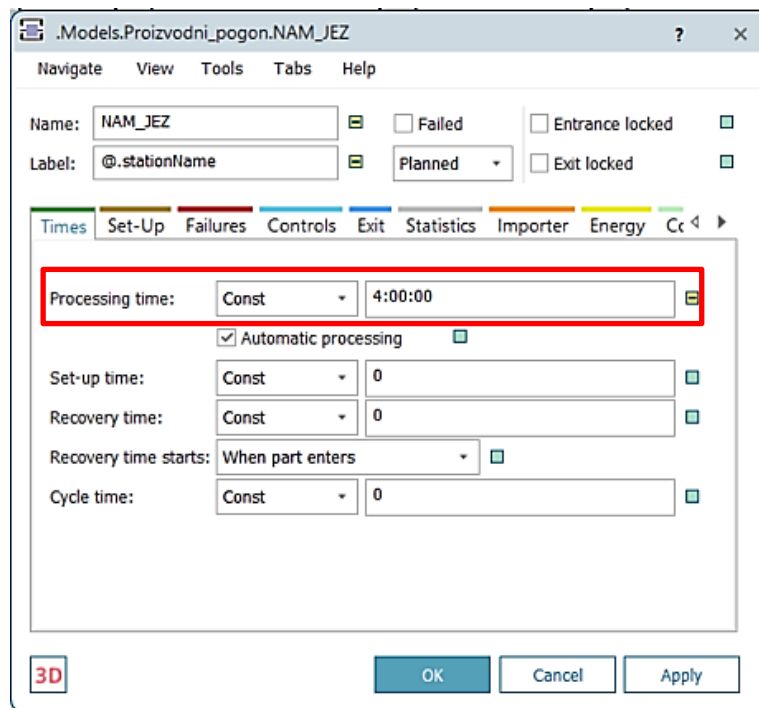 .Models.Proizvodni_pogon.NAM_JEZ ? ×
Navigate View Tools Tabs Help
Name: NAM_JEZ Failed Entrance locked
Label: @.stationName Planned Exit locked
Times Set-Up Failures Controls Exit Statistics Importer Energy
Processing time: Const 4:00:00
Automatic processing
Set-up time: Const 0
Recovery time: Const 0
Recovery time starts: When part enters
Cycle time: Const 0
3D OK Cancel Apply